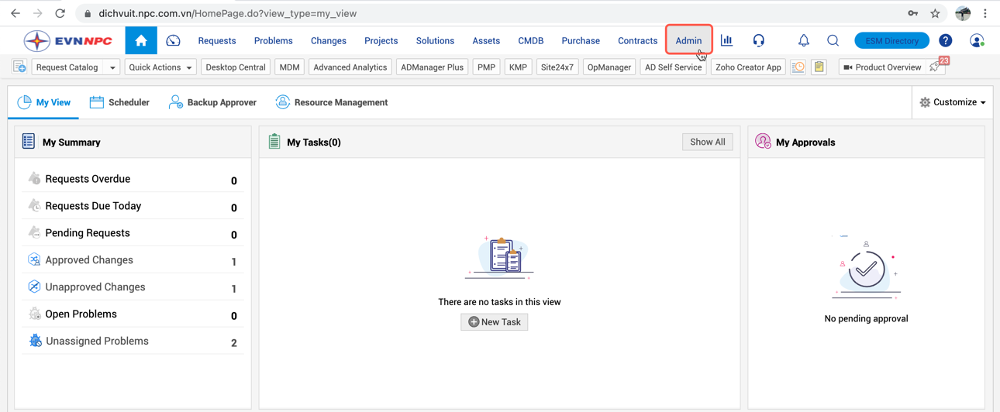 dichvuit.npc.com.vn/HomePage.do?view_type=my_view
EVNNPC Requests Problems Changes Projects Solutions Assets CMDB Purchase Contracts Admin ESM Directory ?
Request Catalog Quick Actions Desktop Central MDM Advanced Analytics ADManager Plus PMP KMP Site24x7 OpManager AD Self Service Zoho Creator App Product Overview 23
My View Scheduler Backup Approver Resource Management Customize
My Summary
Requests Overdue 0
Requests Due Today 0
Pending Requests 0
Approved Changes 1
Unapproved Changes 1
Open Problems 0
Unassigned Problems 2
My Tasks(0) Show All
There are no tasks in this view
New Task
My Approvals
No pending approval